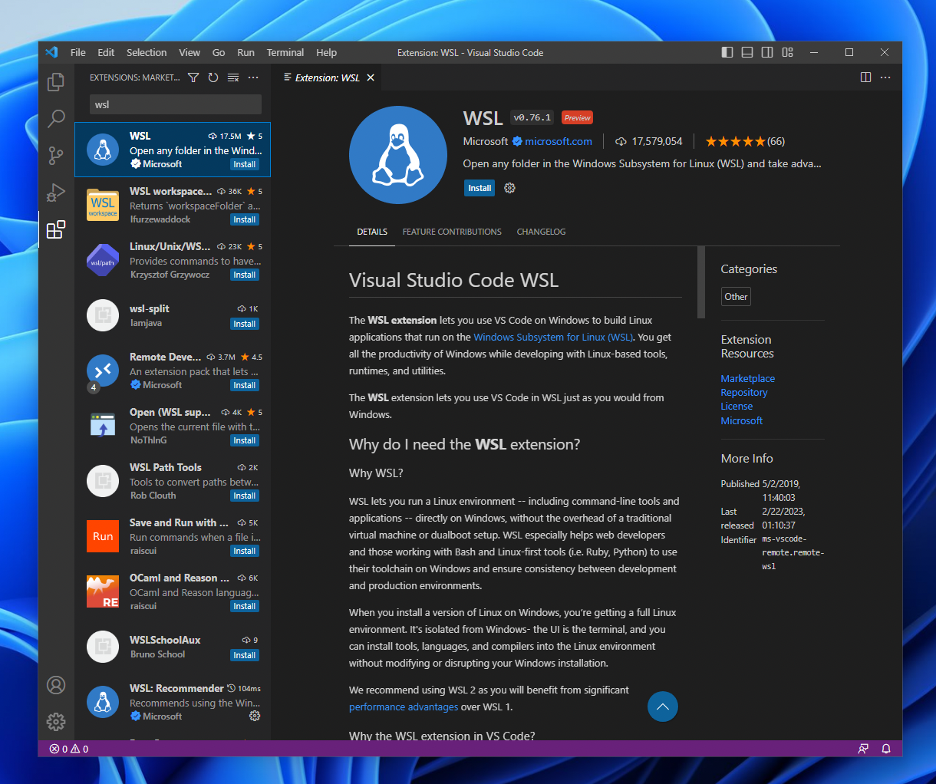 File Edit Selection View Go Run Terminal Help
Extension: WSL - Visual Studio Code
EXTENSIONS: MARKET...
wsl
WSL 17.5M 5
Open any folder in the Wind...
Microsoft Install
WSL workspace... 36K 5
WSL
workspace
Returns `workspaceFolder` a...
lfurzewaddock Install
Linux/Unix/WS... 23K 5
wsl/path
Provides commands to have...
Krzysztof Grzywocz Install
wsl-split 1K
Iamjava Install
Remote Deve... 3.7M 4.5
An extension pack that lets ...
4
Microsoft Install
Open (WSL sup... 4K 5
Opens the current file with t...
NoThInG Install
WSL Path Tools 2K
Tools to convert paths betw...
Rob Clouth Install
Save and Run with ... 5K
Run
Run commands when a file i...
raiscui Install
OCaml and Reason ... 6K
OCaml and Reason languag...
RE
raiscui Install
WSLSchoolAux 9
Bruno School Install
WSL: Recommender 104ms
Recommends using the Win...
Microsoft
0 0
Extension: WSL
WSL v0.76.1 Preview
Microsoft microsoft.com 17,579,054 (66)
Open any folder in the Windows Subsystem for Linux (WSL) and take adva...
Install
DETAILS FEATURE CONTRIBUTIONS CHANGELOG
Visual Studio Code WSL
The WSL extension lets you use VS Code on Windows to build Linux
applications that run on the Windows Subsystem for Linux (WSL). You get
all the productivity of Windows while developing with Linux-based tools,
runtimes, and utilities.
The WSL extension lets you use VS Code in WSL just as you would from
Windows.
Why do I need the WSL extension?
Why WSL?
WSL lets you run a Linux environment -- including command-line tools and
applications -- directly on Windows, without the overhead of a traditional
virtual machine or dualboot setup. WSL especially helps web developers
and those working with Bash and Linux-first tools (i.e. Ruby, Python) to use
their toolchain on Windows and ensure consistency between development
and production environments.
When you install a version of Linux on Windows, you're getting a full Linux
environment. It's isolated from Windows- the UI is the terminal, and you
can install tools, languages, and compilers into the Linux environment
without modifying or disrupting your Windows installation.
We recommend using WSL 2 as you will benefit from significant
performance advantages over WSL 1.
Why the WSL extension in VS Code?
Categories
Other
Extension
Resources
Marketplace
Repository
License
Microsoft
More Info
Published 5/2/2019,
11:40:03
Last 2/22/2023,
released 01:10:37
Identifier ms-vscode-
remote.remote-
wsl